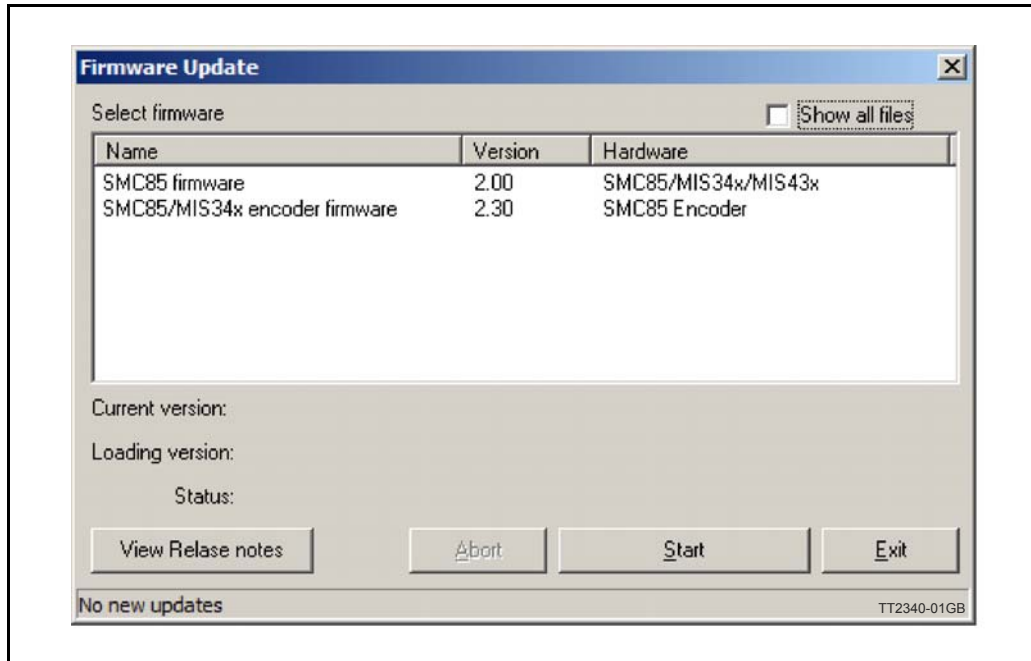 Firmware Update
Select firmware
Show all files
Name Version Hardware
SMC85 firmware 2.00 SMC85/MIS34x/MIS43x
SMC85/MIS34x encoder firmware 2.30 SMC85 Encoder
Current version:
Loading version:
Status:
View Relase notes Abort Start Exit
No new updates TT2340-01GB